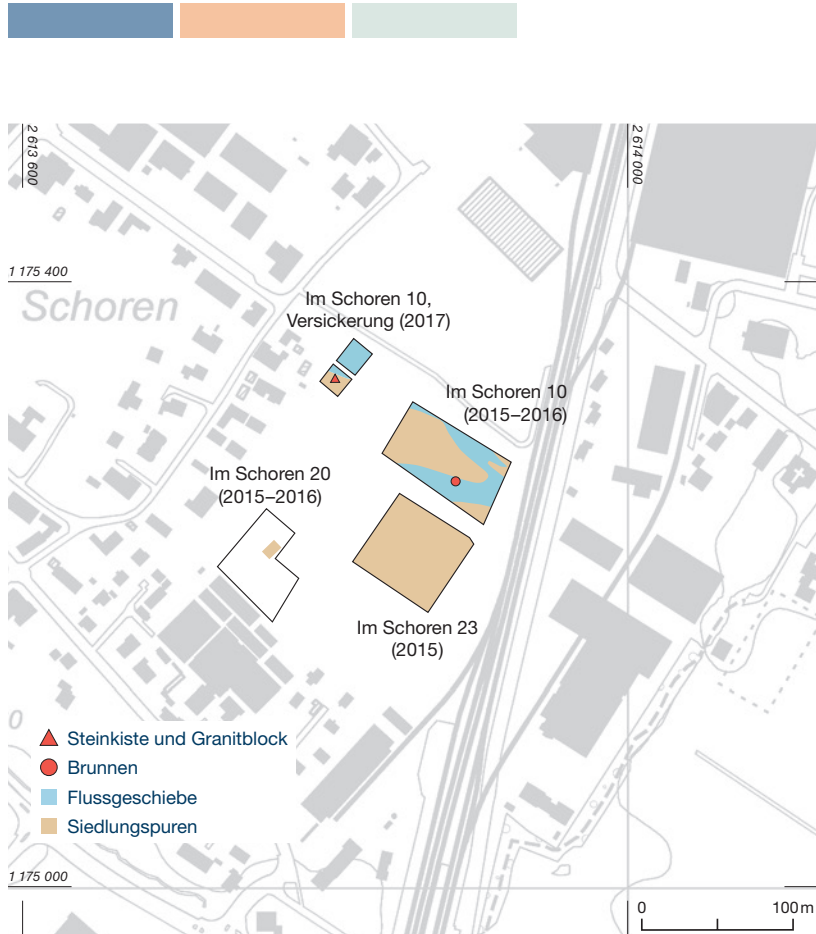 2 613 600
2 614 000
1 175 400
Schoren
Im Schoren 10,
Versickerung (2017)
Im Schoren 10
(2015–2016)
Im Schoren 20
(2015–2016)
Im Schoren 23
(2015)
0
Steinkiste und Granitblock
Brunnen
Flussgeschiebe
Siedlungspuren
1 175 000
0 100 m